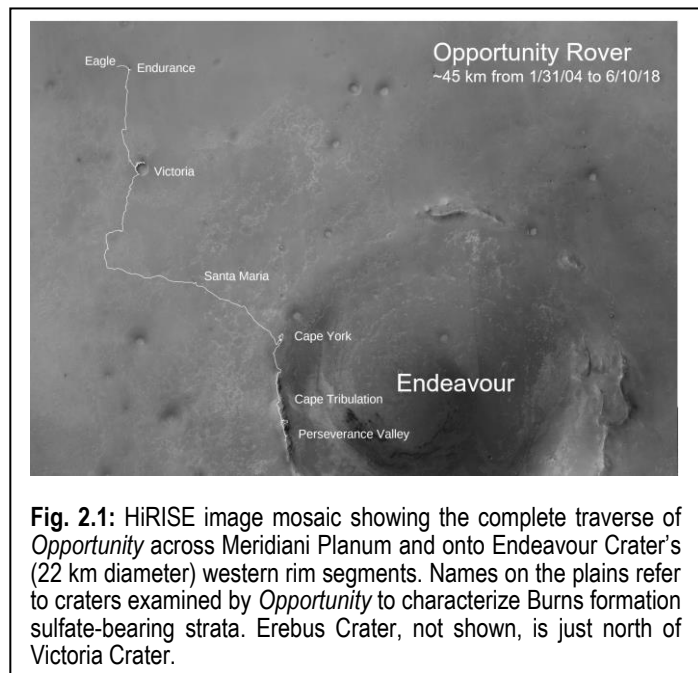 Opportunity Rover
~45 km from 1/31/04 to 6/10/18
Eagle
Endurance
Victoria
Santa Maria
Cape York
Endeavour
Cape Tribulation
Perseverance Valley
Fig. 2.1: HiRISE image mosaic showing the complete traverse of
Opportunity across Meridiani Planum and onto Endeavour Crater’s
(22 km diameter) western rim segments. Names on the plains refer
to craters examined by Opportunity to characterize Burns formation
sulfate-bearing strata. Erebus Crater, not shown, is just north of
Victoria Crater.